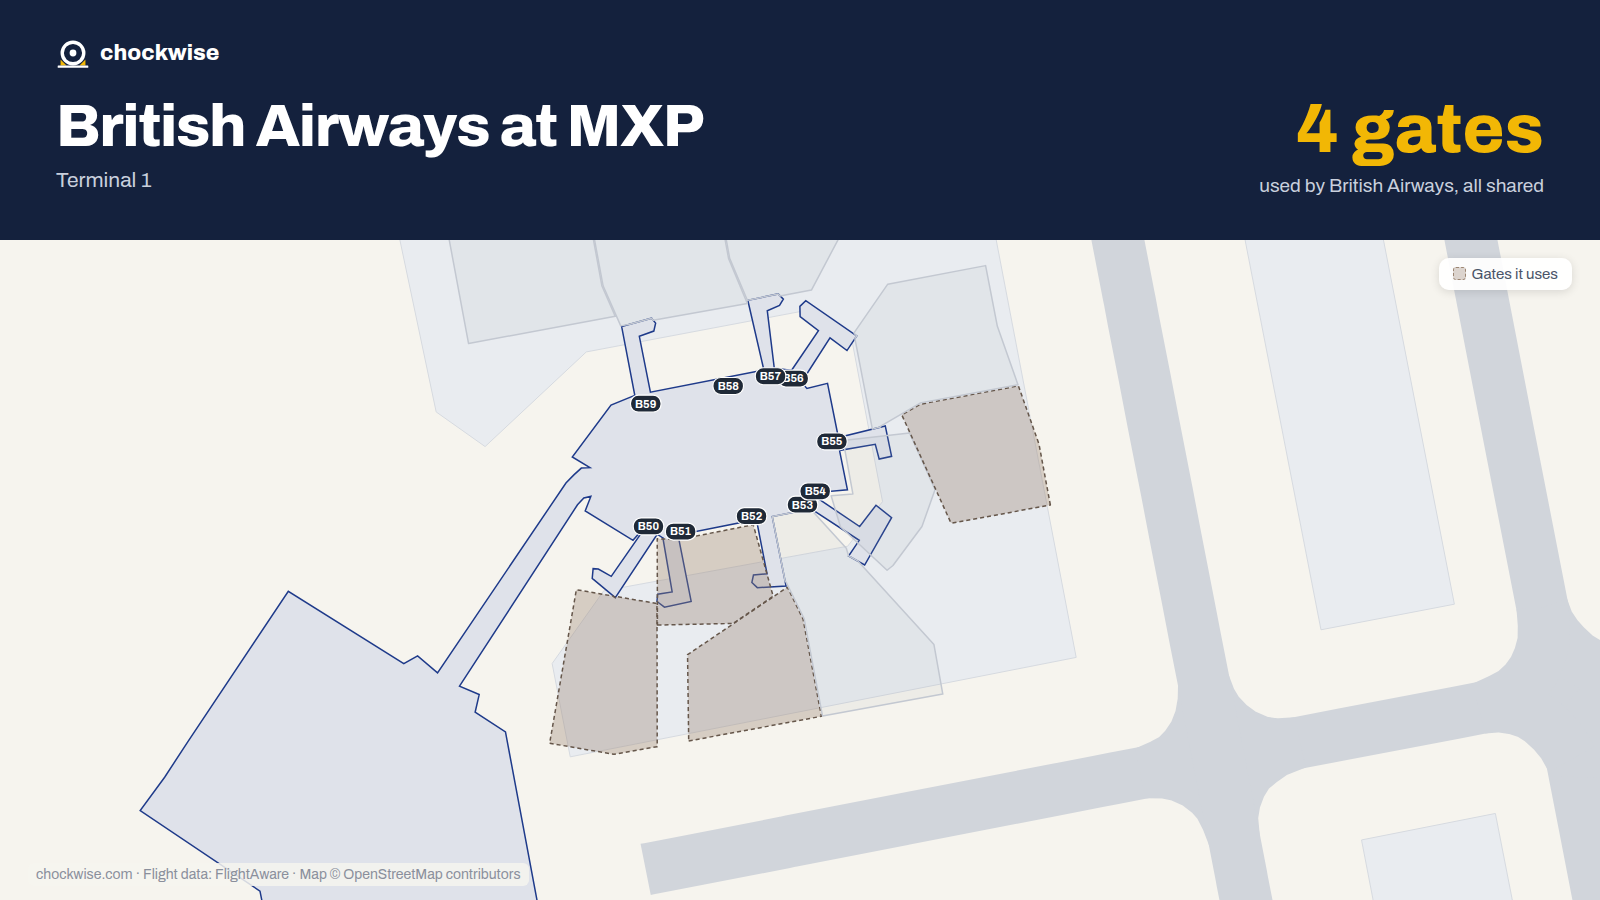 chockwise
British Airways at MXP
Terminal 1
4 gates
used by British Airways, all shared
Gates it uses
B57
B56
B58
B59
B55
B54
B53
B52
B50
B51
chockwise.com · Flight data: FlightAware · Map © OpenStreetMap contributors